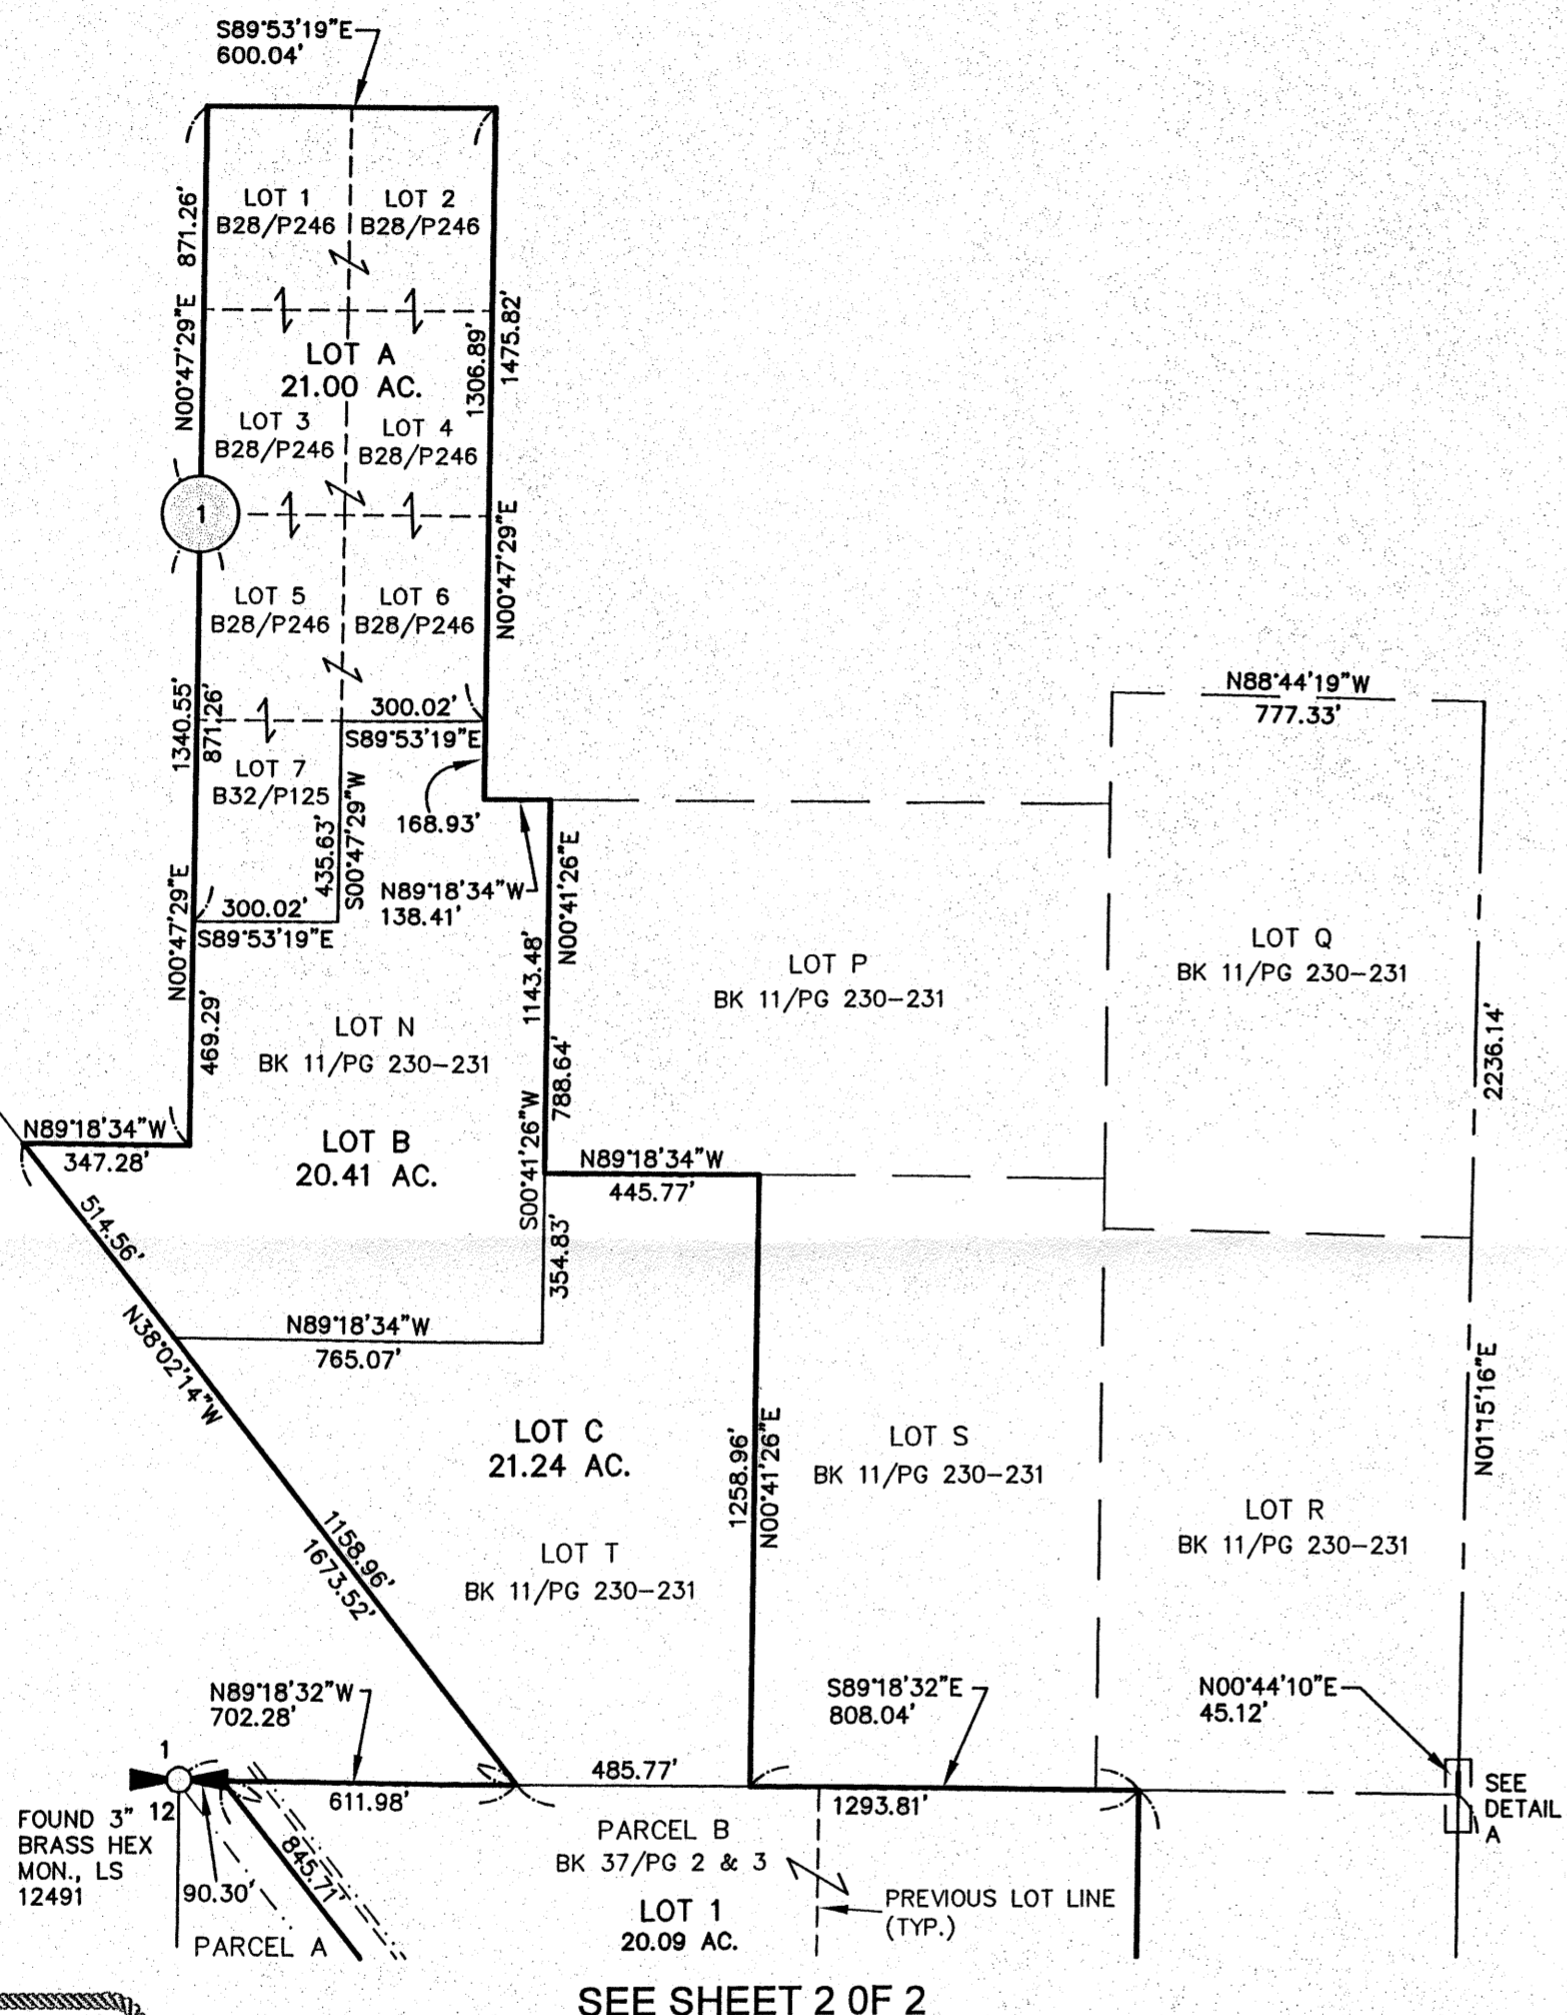 S89°53'19"E
600.04'
871.26'
N00°47'29"E
LOT 1
B28/P246
LOT 2
B28/P246
LOT A
21.00 AC.
1306.89'
1475.82'
LOT 3
B28/P246
LOT 4
B28/P246
1
N00°47'29"E
LOT 5
B28/P246
LOT 6
B28/P246
1340.55'
871.26'
300.02'
S89°53'19"E
LOT 7
B32/P125
435.63'
S00°47'29"W
168.93'
N89°18'34"W
138.41'
N00°41'26"E
N88°44'19"W
777.33'
N00°47'29"E
300.02'
S89°53'19"E
469.29'
1143.48'
788.64'
LOT P
BK 11/PG 230-231
LOT Q
BK 11/PG 230-231
2236.14'
LOT N
BK 11/PG 230-231
N89°18'34"W
347.28'
LOT B
20.41 AC.
S00°41'26"W
N89°18'34"W
445.77'
514.56'
354.83'
N38°02'14"W
N89°18'34"W
765.07'
LOT C
21.24 AC.
1258.96'
N00°41'26"E
LOT S
BK 11/PG 230-231
N01°15'16"E
LOT R
BK 11/PG 230-231
1158.96'
1673.52'
LOT T
BK 11/PG 230-231
N89°18'32"W
702.28'
S89°18'32"E
808.04'
N00°44'10"E
45.12'
1
12
485.77'
611.98'
1293.81'
SEE
DETAIL
A
FOUND 3"
BRASS HEX
MON., LS
12491
90.30'
845.71'
PARCEL A
PARCEL B
BK 37/PG 2 & 3
LOT 1
20.09 AC.
PREVIOUS LOT LINE
(TYP.)
SEE SHEET 2 OF 2